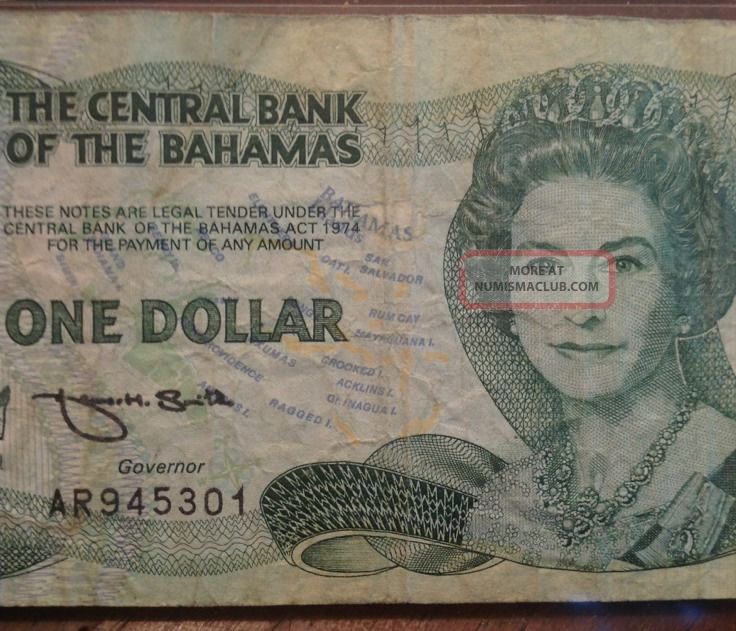 THE CENTRAL BANK
OF THE BAHAMAS
THESE NOTES ARE LEGAL TENDER UNDER THE
CENTRAL BANK OF THE BAHAMAS ACT 1974
FOR THE PAYMENT OF ANY AMOUNT
BAHAMAS
SAN
SALVADOR
CAT I.
RUM CAY
MAYAGUANA I.
ONE DOLLAR
CROOKED I.
ACKLINS I.
GT. INAGUA I.
RAGGED I.
PROVIDENCE
Governor
AR945301
MORE AT
NUMISMACLUB.COM